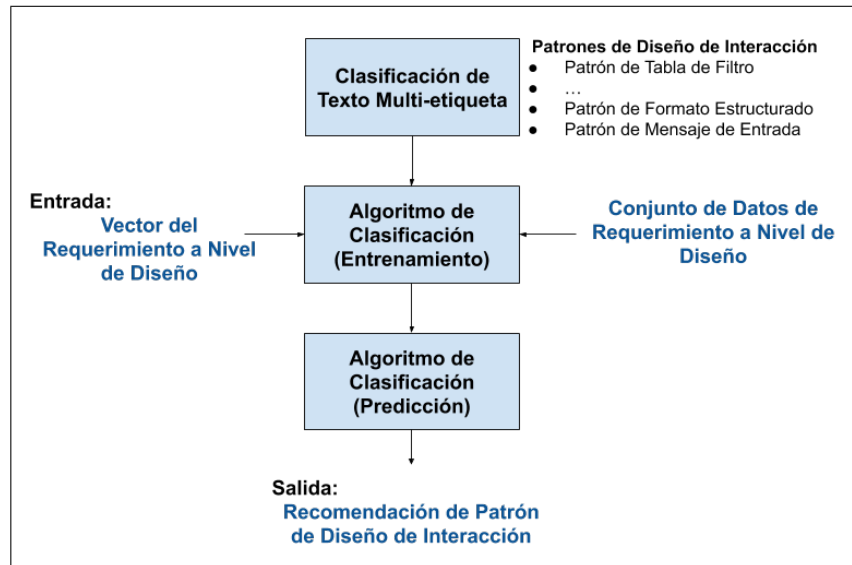 Clasificación de
Texto Multi-etiqueta
Patrones de Diseño de Interacción
● Patrón de Tabla de Filtro
● ...
● Patrón de Formato Estructurado
● Patrón de Mensaje de Entrada
Entrada:
Vector del
Requerimiento a Nivel
de Diseño
Algoritmo de
Clasificación
(Entrenamiento)
Conjunto de Datos de
Requerimiento a Nivel de
Diseño
Algoritmo de
Clasificación
(Predicción)
Salida:
Recomendación de Patrón
de Diseño de Interacción